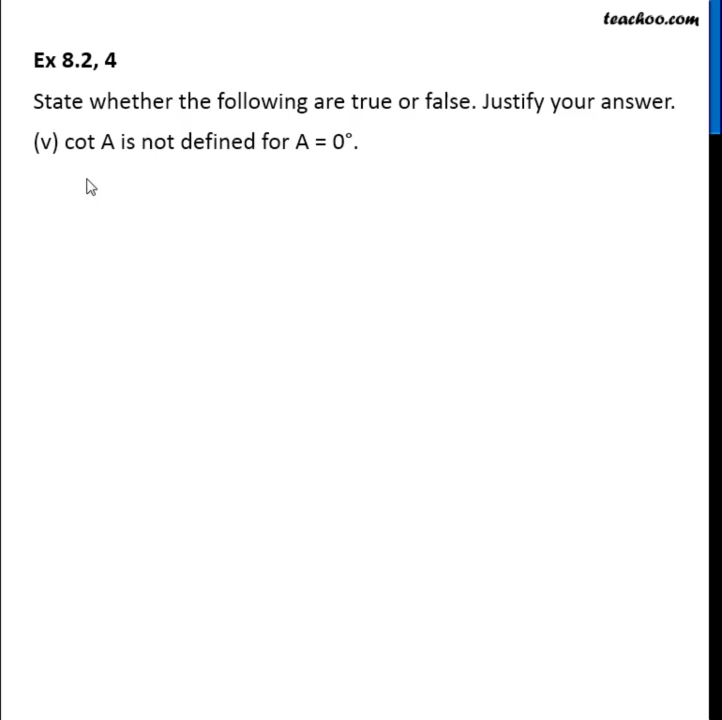 teachoo.com
Ex 8.2, 4
State whether the following are true or false. Justify your answer.
(v) cot A is not defined for A = 0°.